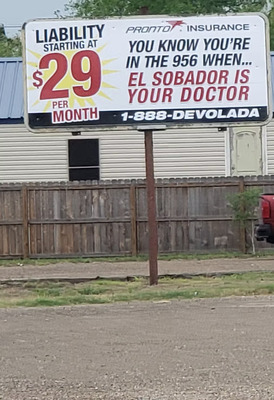 LIABILITY
STARTING AT
$29
PER
MONTH
PRONTO INSURANCE
YOU KNOW YOU'RE
IN THE 956 WHEN...
EL SOBADOR IS
YOUR DOCTOR
1-888-DEVOLADA